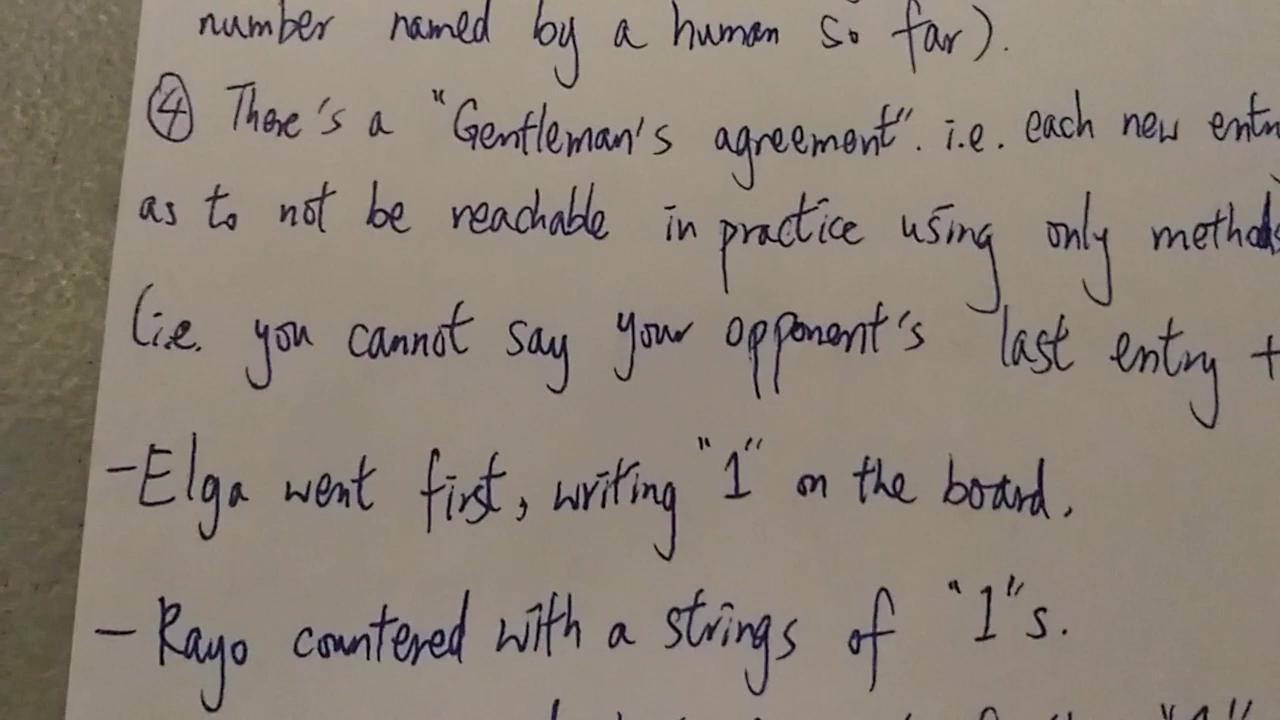 number named by a human so far).
④ There's a "Gentleman's agreement". i.e. each new
as to not be reachable in practice using only methods
(i.e. you cannot say your opponent's last entry +
-Elga went first, writing "1" on the board.
- Rayo countered with a strings of "1"s.